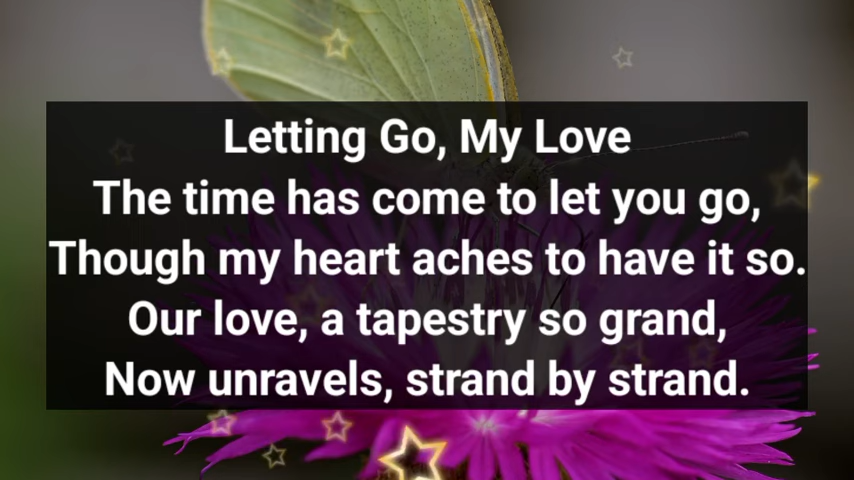 Letting Go, My Love
The time has come to let you go,
Though my heart aches to have it so.
Our love, a tapestry so grand,
Now unravels, strand by strand.